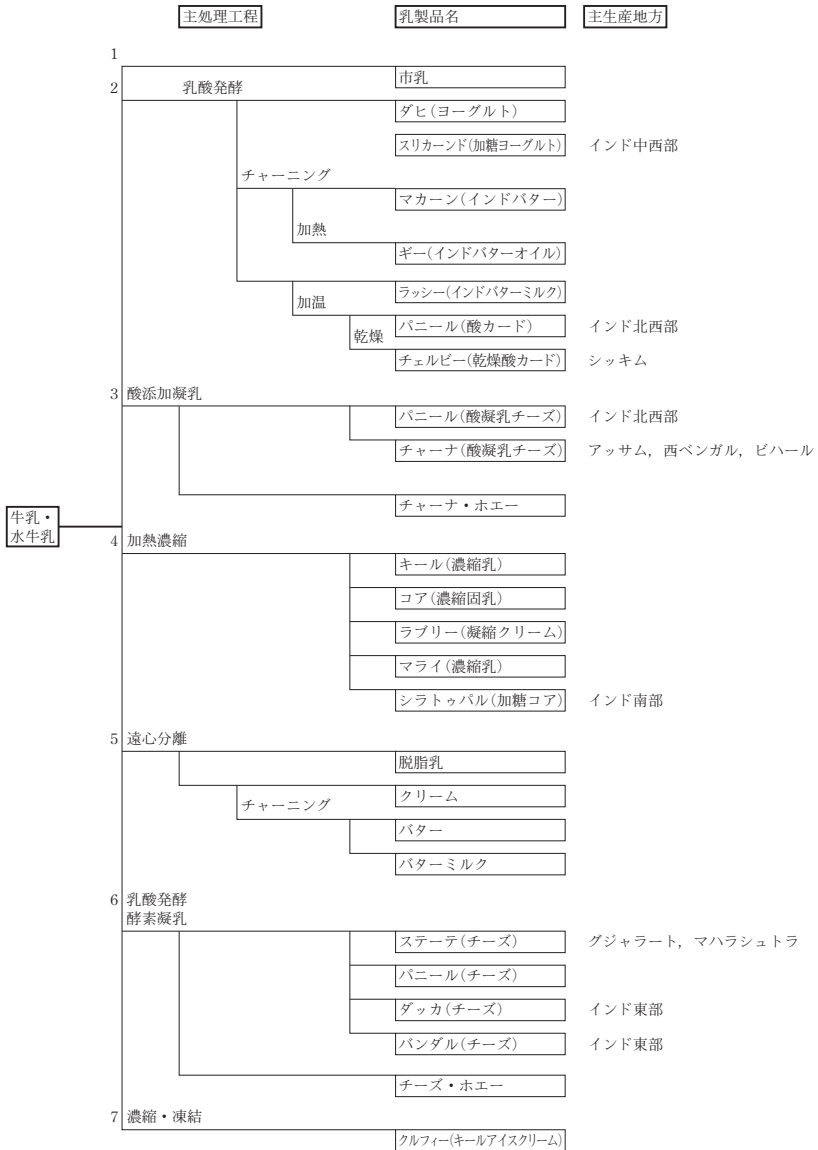 主処理工程 乳製品名 主生産地方
1
市乳
2 乳酸発酵
ダヒ(ヨーグルト)
スリカーンド(加糖ヨーグルト) インド中西部
チャーニング
マカーン(インドバター)
加熱
ギー(インドバターオイル)
ラッシー(インドバターミルク)
加温
パニール(酸カード) インド北西部
乾燥
チェルビー(乾燥酸カード) シッキム
3 酸添加凝乳
パニール(酸凝乳チーズ) インド北西部
チャーナ(酸凝乳チーズ) アッサム，西ベンガル，ビハール
チャーナ・ホエー
牛乳・
水牛乳
4 加熱濃縮
キール(濃縮乳)
コア(濃縮固乳)
ラブリー(凝縮クリーム)
マライ(濃縮乳)
シラトゥパル(加糖コア) インド南部
5 遠心分離
脱脂乳
クリーム
チャーニング
バター
バターミルク
6 乳酸発酵
酵素凝乳
ステーテ(チーズ) グジャラート，マハラシュトラ
パニール(チーズ)
ダッカ(チーズ) インド東部
バンダル(チーズ) インド東部
チーズ・ホエー
7 濃縮・凍結
クルフィー(キールアイスクリーム)